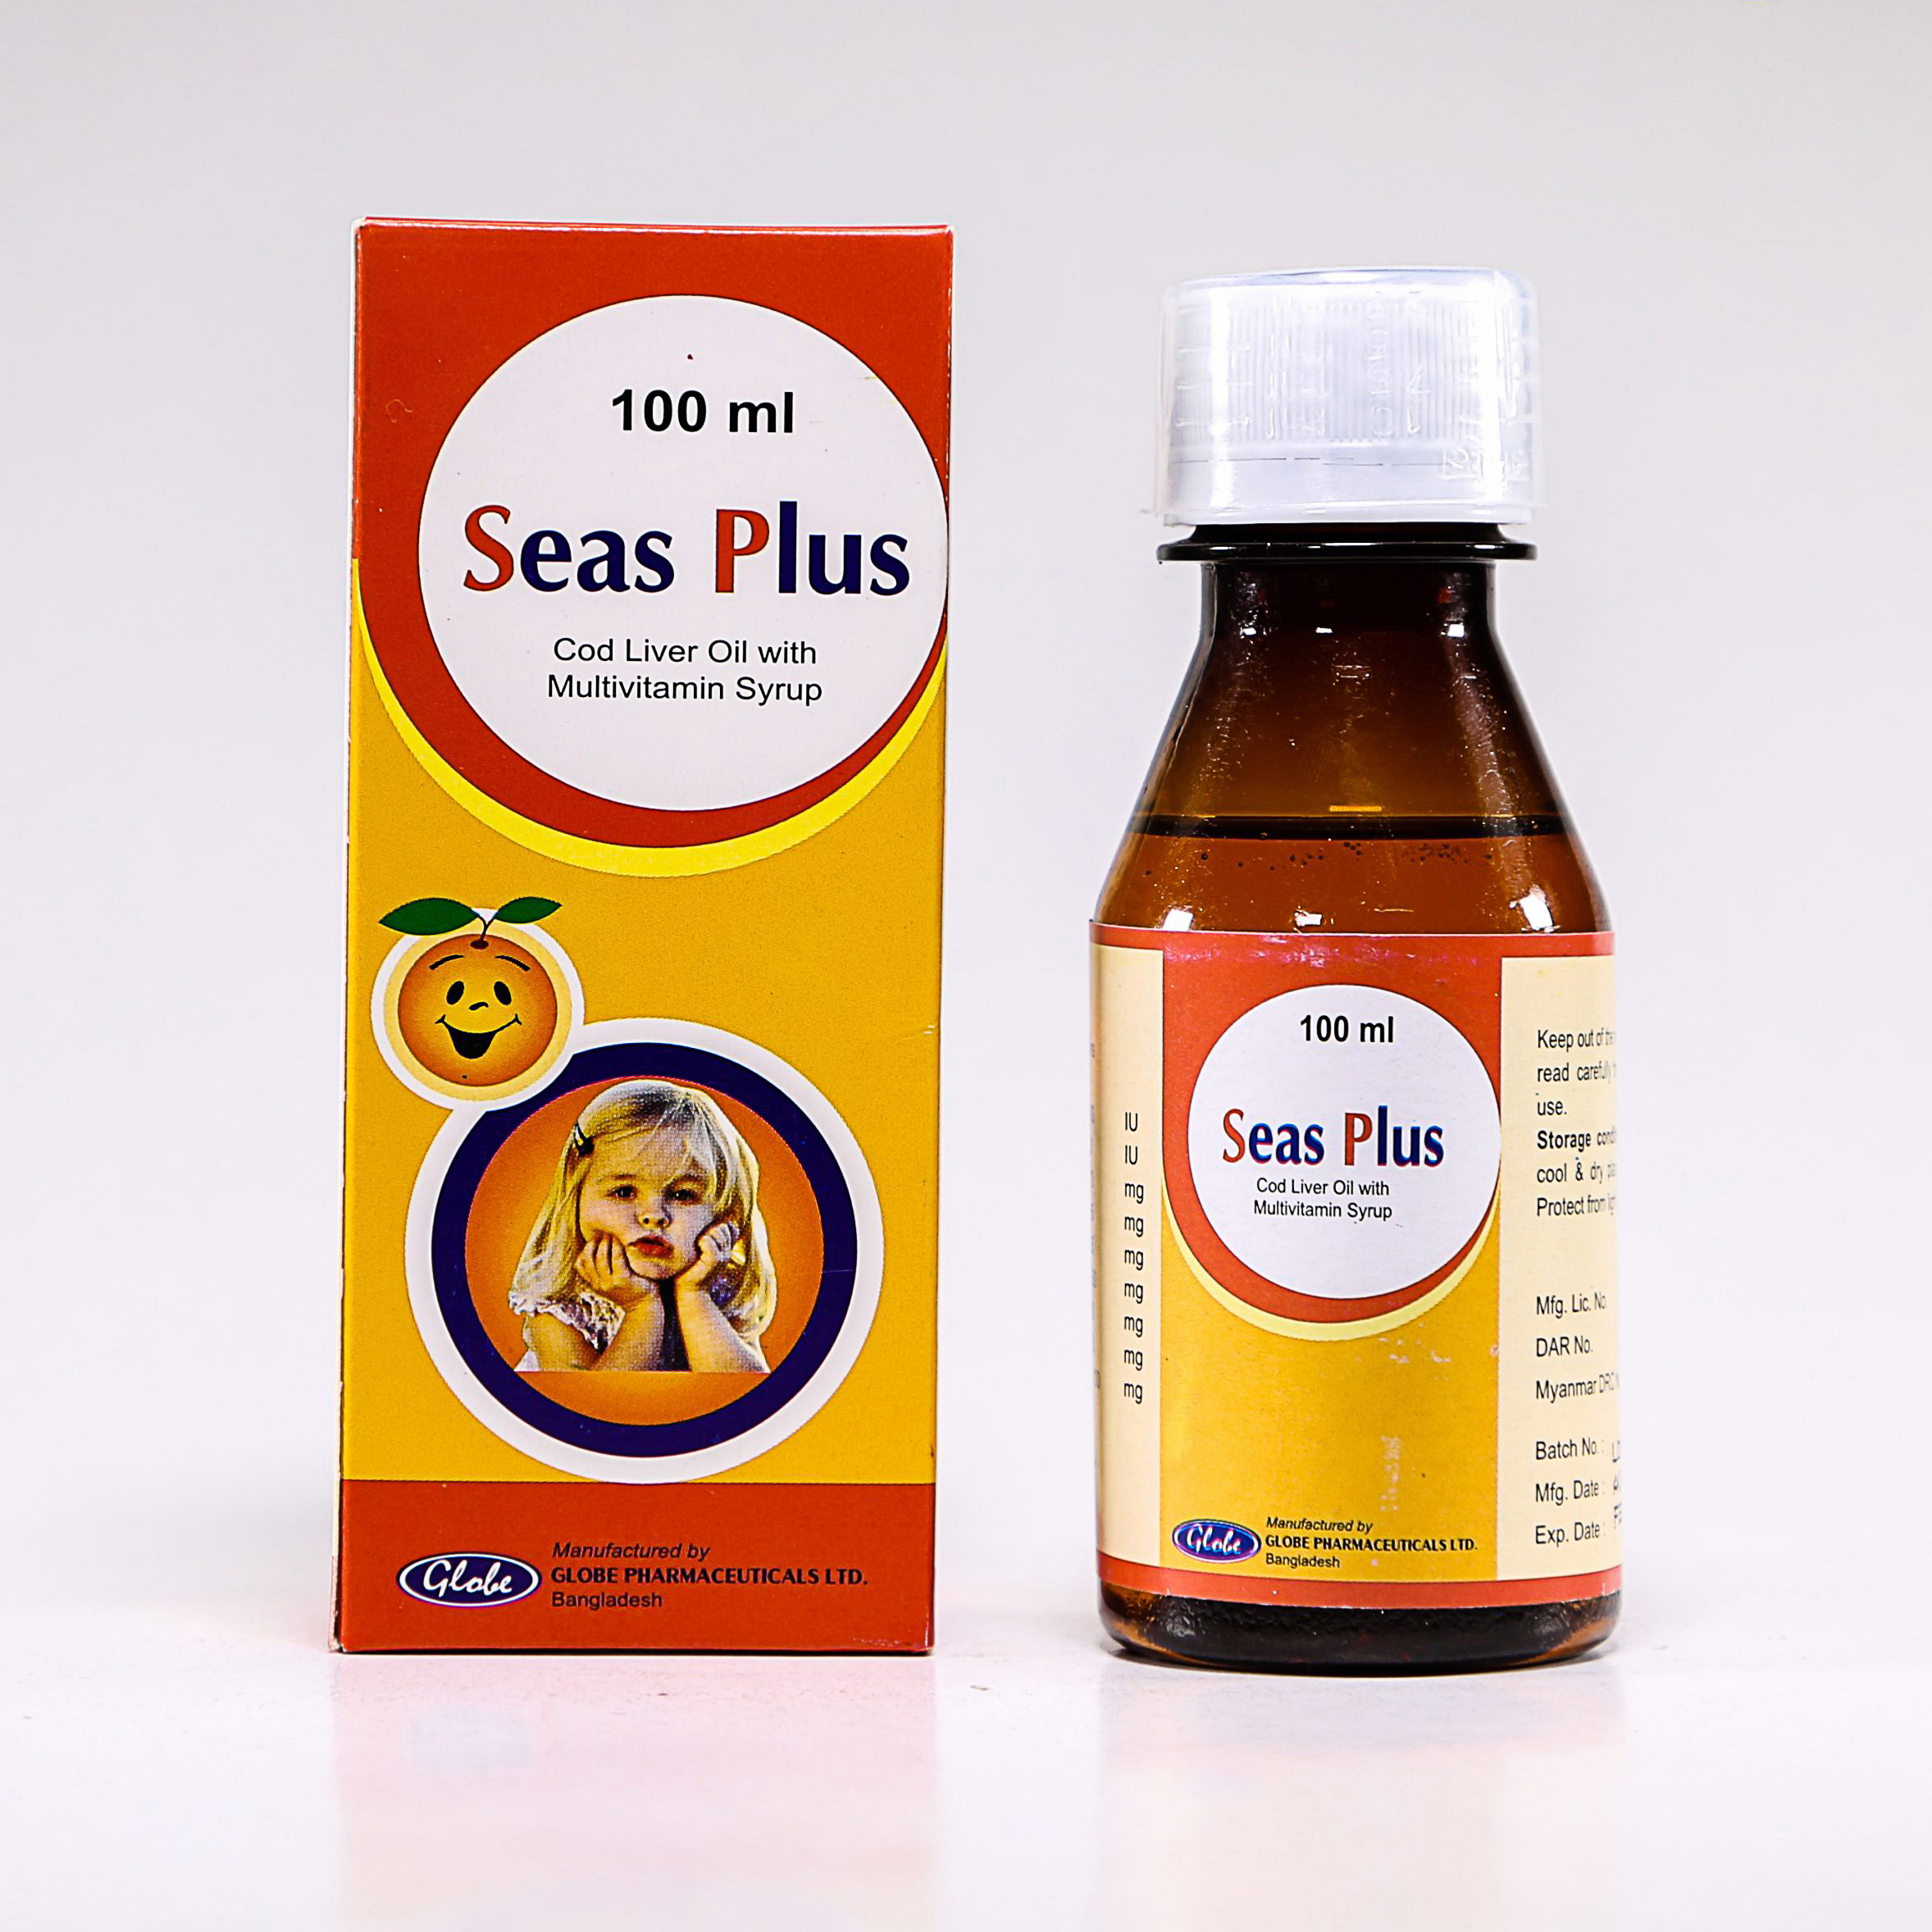 100 ml
Seas Plus
Cod Liver Oil with
Multivitamin Syrup
Globe
Manufactured by
GLOBE PHARMACEUTICALS LTD.
Bangladesh
IU
IU
mg
mg
mg
mg
mg
mg
mg
100 ml
Seas Plus
Cod Liver Oil with
Multivitamin Syrup
Globe
Manufactured by
GLOBE PHARMACEUTICALS LTD.
Bangladesh
Keep out of the
read carefully
use.
Storage
cool & dry
Protect from
Mfg. Lic. No.
DAR No.
Myanmar DRC
Batch No. :
Mfg. Date :
Exp. Date :